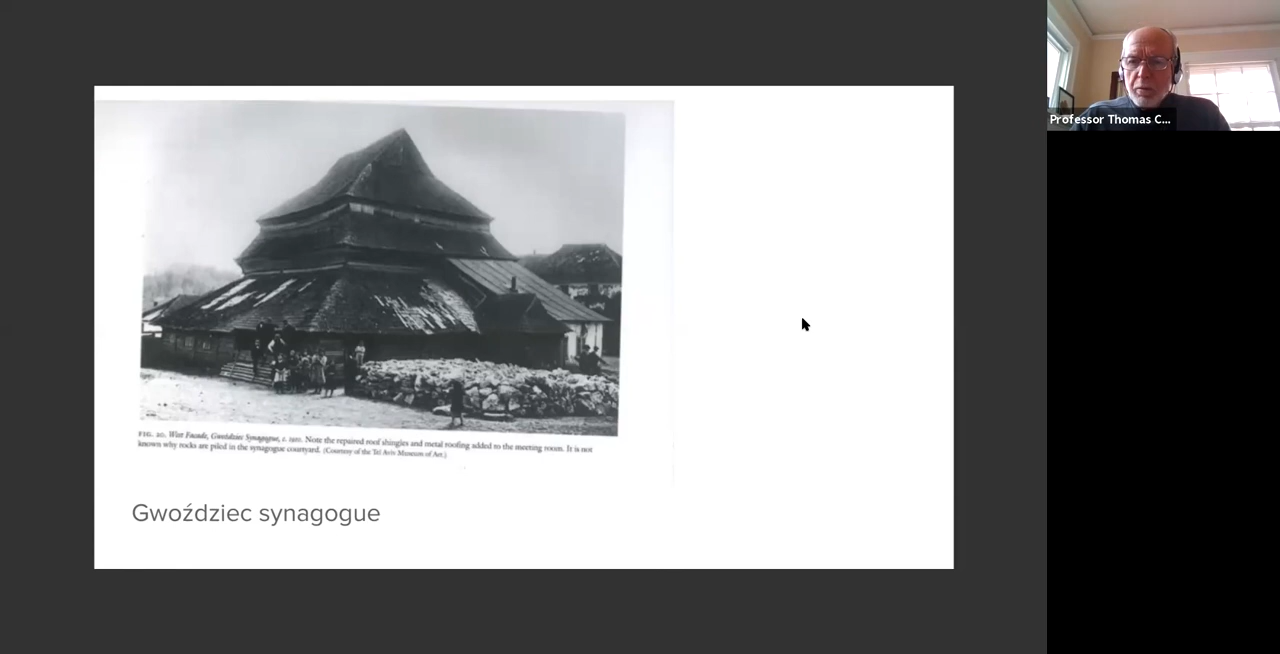 Professor Thomas C...
FIG. 20. West Facade, Gwoździec Synagogue, c. Note the repaired roof shingles and metal roofing added to the meeting room. It is not
known why rocks are piled in the synagogue courtyard. (Courtesy of the Tel Aviv Museum of Art.)
Gwoździec synagogue